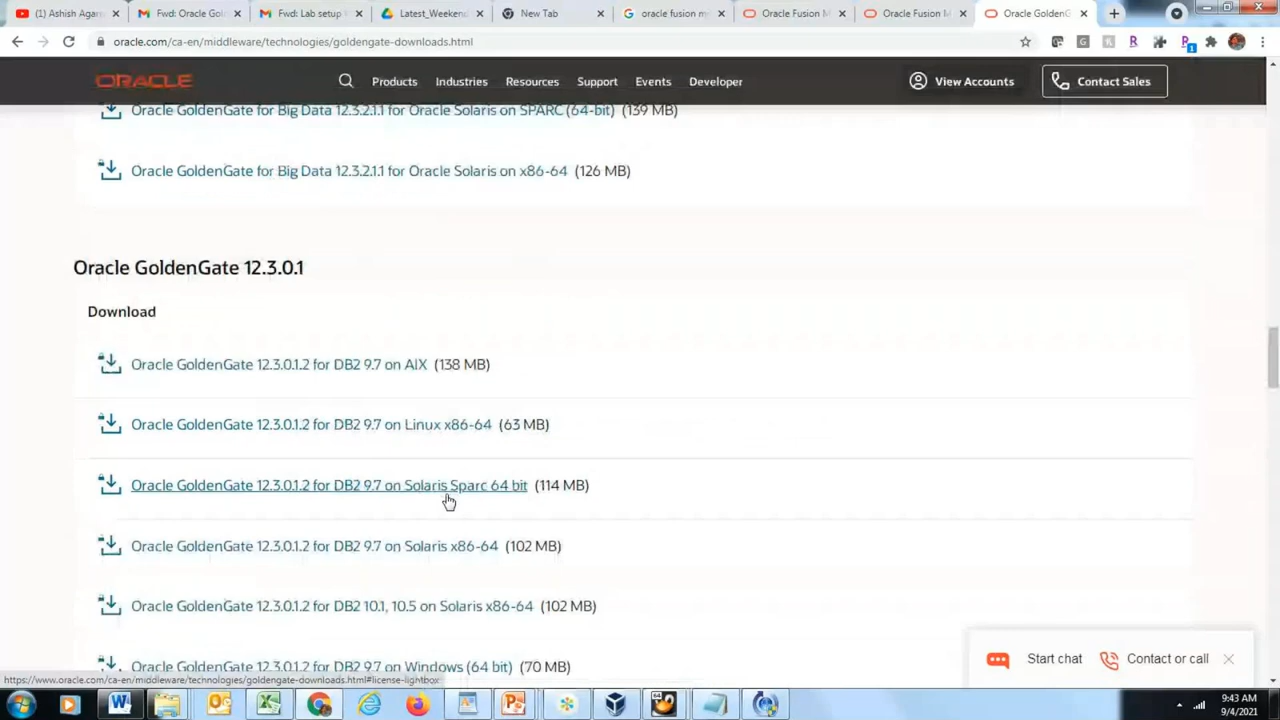 (1) Ashish Agar
Fwd: Oracle Gol
Fwd: Lab setup
Latest_Weeken
New Tab
oracle fusion m
Oracle Fusion M
Oracle Fusion M
Oracle GoldenG
oracle.com/ca-en/middleware/technologies/goldengate-downloads.html
ORACLE
Products
Industries
Resources
Support
Events
Developer
View Accounts
Contact Sales
Oracle GoldenGate for Big Data 12.3.2.1.1 for Oracle Solaris on SPARC (64-bit) (139 MB)
Oracle GoldenGate for Big Data 12.3.2.1.1 for Oracle Solaris on x86-64 (126 MB)
Oracle GoldenGate 12.3.0.1
Download
Oracle GoldenGate 12.3.0.1.2 for DB2 9.7 on AIX (138 MB)
Oracle GoldenGate 12.3.0.1.2 for DB2 9.7 on Linux x86-64 (63 MB)
Oracle GoldenGate 12.3.0.1.2 for DB2 9.7 on Solaris Sparc 64 bit (114 MB)
Oracle GoldenGate 12.3.0.1.2 for DB2 9.7 on Solaris x86-64 (102 MB)
Oracle GoldenGate 12.3.0.1.2 for DB2 10.1, 10.5 on Solaris x86-64 (102 MB)
Oracle GoldenGate 12.3.0.1.2 for DB2 9.7 on Windows (64 bit) (70 MB)
Start chat
Contact or call
https://www.oracle.com/ca-en/middleware/technologies/goldengate-downloads.html#license-lightbox
9:43 AM
9/4/2021